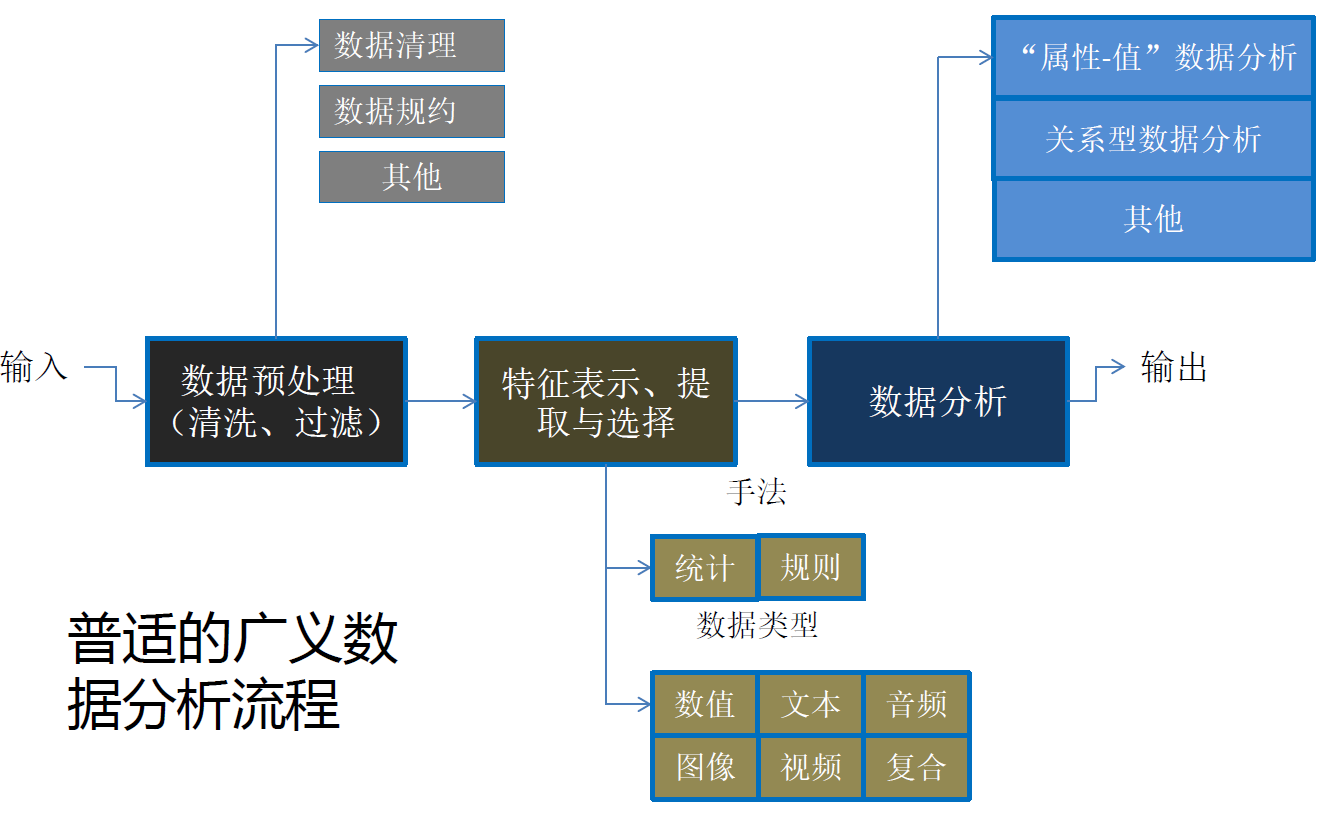 数据清理
数据规约
其他
“属性-值”数据分析
关系型数据分析
其他
输入
数据预处理
（清洗、过滤）
特征表示、提
取与选择
数据分析
输出
手法
统计
规则
数据类型
数值
文本
音频
图像
视频
复合
普适的广义数
据分析流程